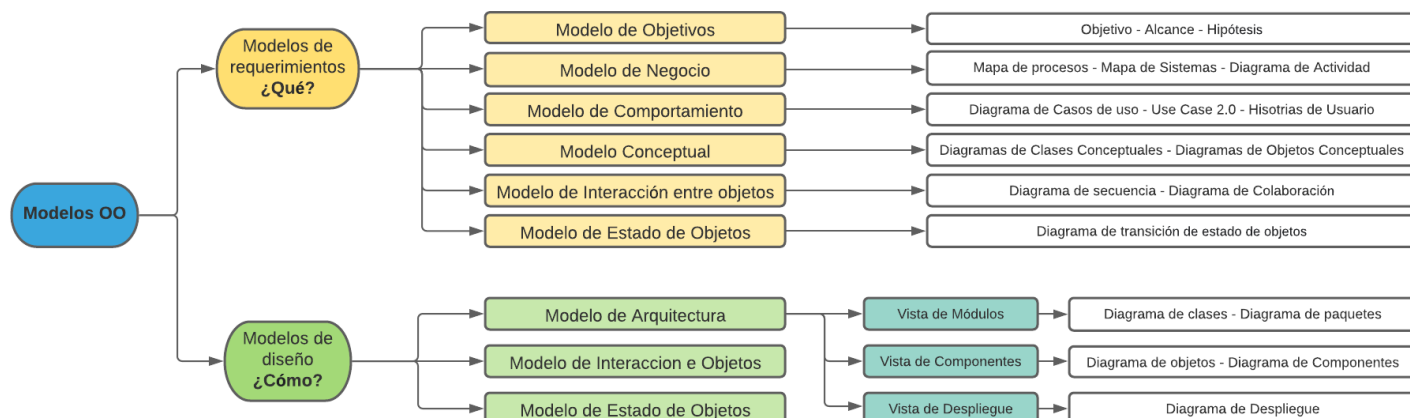 Modelos OO
Modelos de
requerimientos
¿Qué?
Modelo de Objetivos
Objetivo - Alcance - Hipótesis
Modelo de Negocio
Mapa de procesos - Mapa de Sistemas - Diagrama de Actividad
Modelo de Comportamiento
Diagrama de Casos de uso - Use Case 2.0 - Hisotrias de Usuario
Modelo Conceptual
Diagramas de Clases Conceptuales - Diagramas de Objetos Conceptuales
Modelo de Interacción entre objetos
Diagrama de secuencia - Diagrama de Colaboración
Modelo de Estado de Objetos
Diagrama de transición de estado de objetos
Modelos de
diseño
¿Cómo?
Modelo de Arquitectura
Vista de Módulos
Diagrama de clases - Diagrama de paquetes
Vista de Componentes
Diagrama de objetos - Diagrama de Componentes
Vista de Despliegue
Diagrama de Despliegue
Modelo de Interaccion e Objetos
Modelo de Estado de Objetos